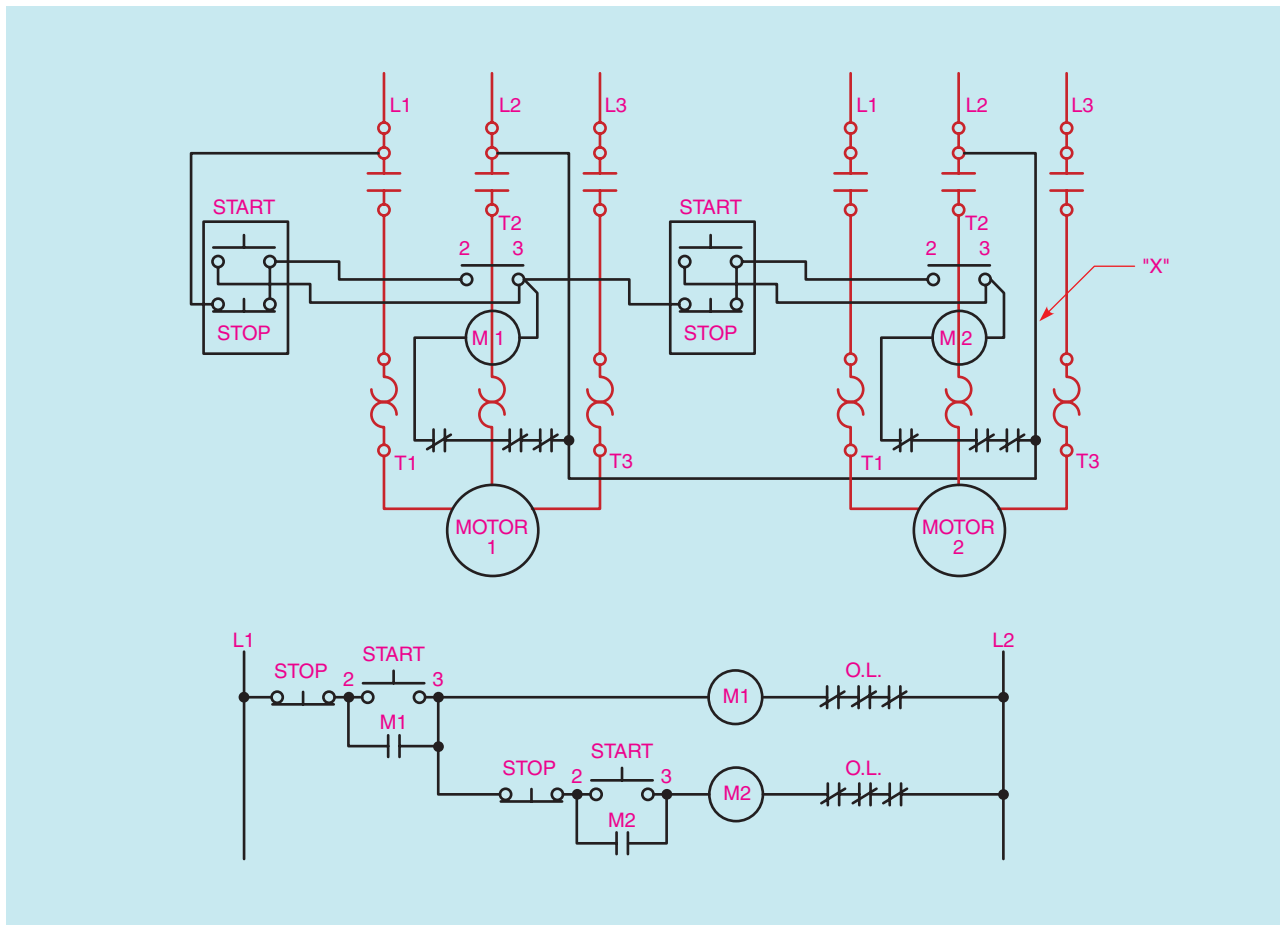 L1 L2 L3 L1 L2 L3
START T2 START T2
2 3 2 3
"X"
STOP M 1 STOP M 2
T1 T3 T1 T3
MOTOR
1
MOTOR
2
L1 L2
STOP 2 START 3 O.L.
M1 M1
STOP 2 START 3 O.L.
M2 M2